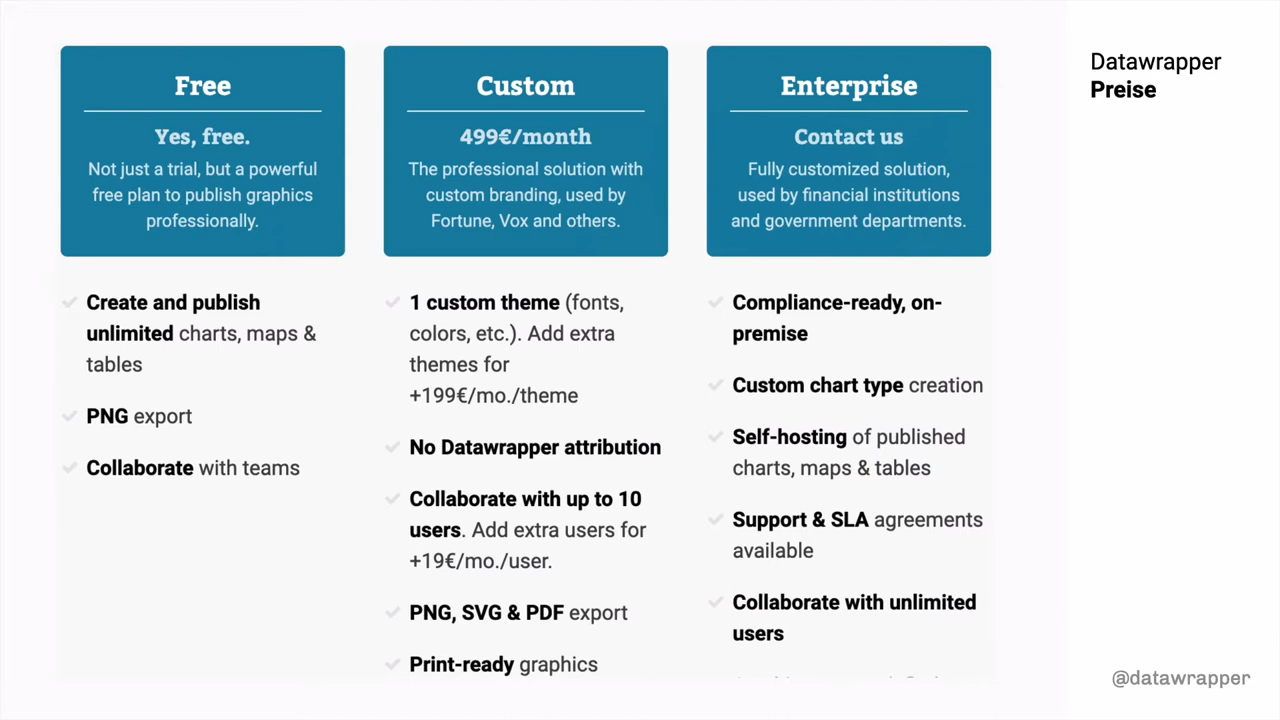 Free
Yes, free.
Not just a trial, but a powerful
free plan to publish graphics
professionally.
Create and publish
unlimited charts, maps &
tables
PNG export
Collaborate with teams
Custom
499€/month
The professional solution with
custom branding, used by
Fortune, Vox and others.
1 custom theme (fonts,
colors, etc.). Add extra
themes for
+199€/mo./theme
No Datawrapper attribution
Collaborate with up to 10
users. Add extra users for
+19€/mo./user.
PNG, SVG & PDF export
Print-ready graphics
Enterprise
Contact us
Fully customized solution,
used by financial institutions
and government departments.
Compliance-ready, on-
premise
Custom chart type creation
Self-hosting of published
charts, maps & tables
Support & SLA agreements
available
Collaborate with unlimited
users
Datawrapper
Preise
@datawrapper